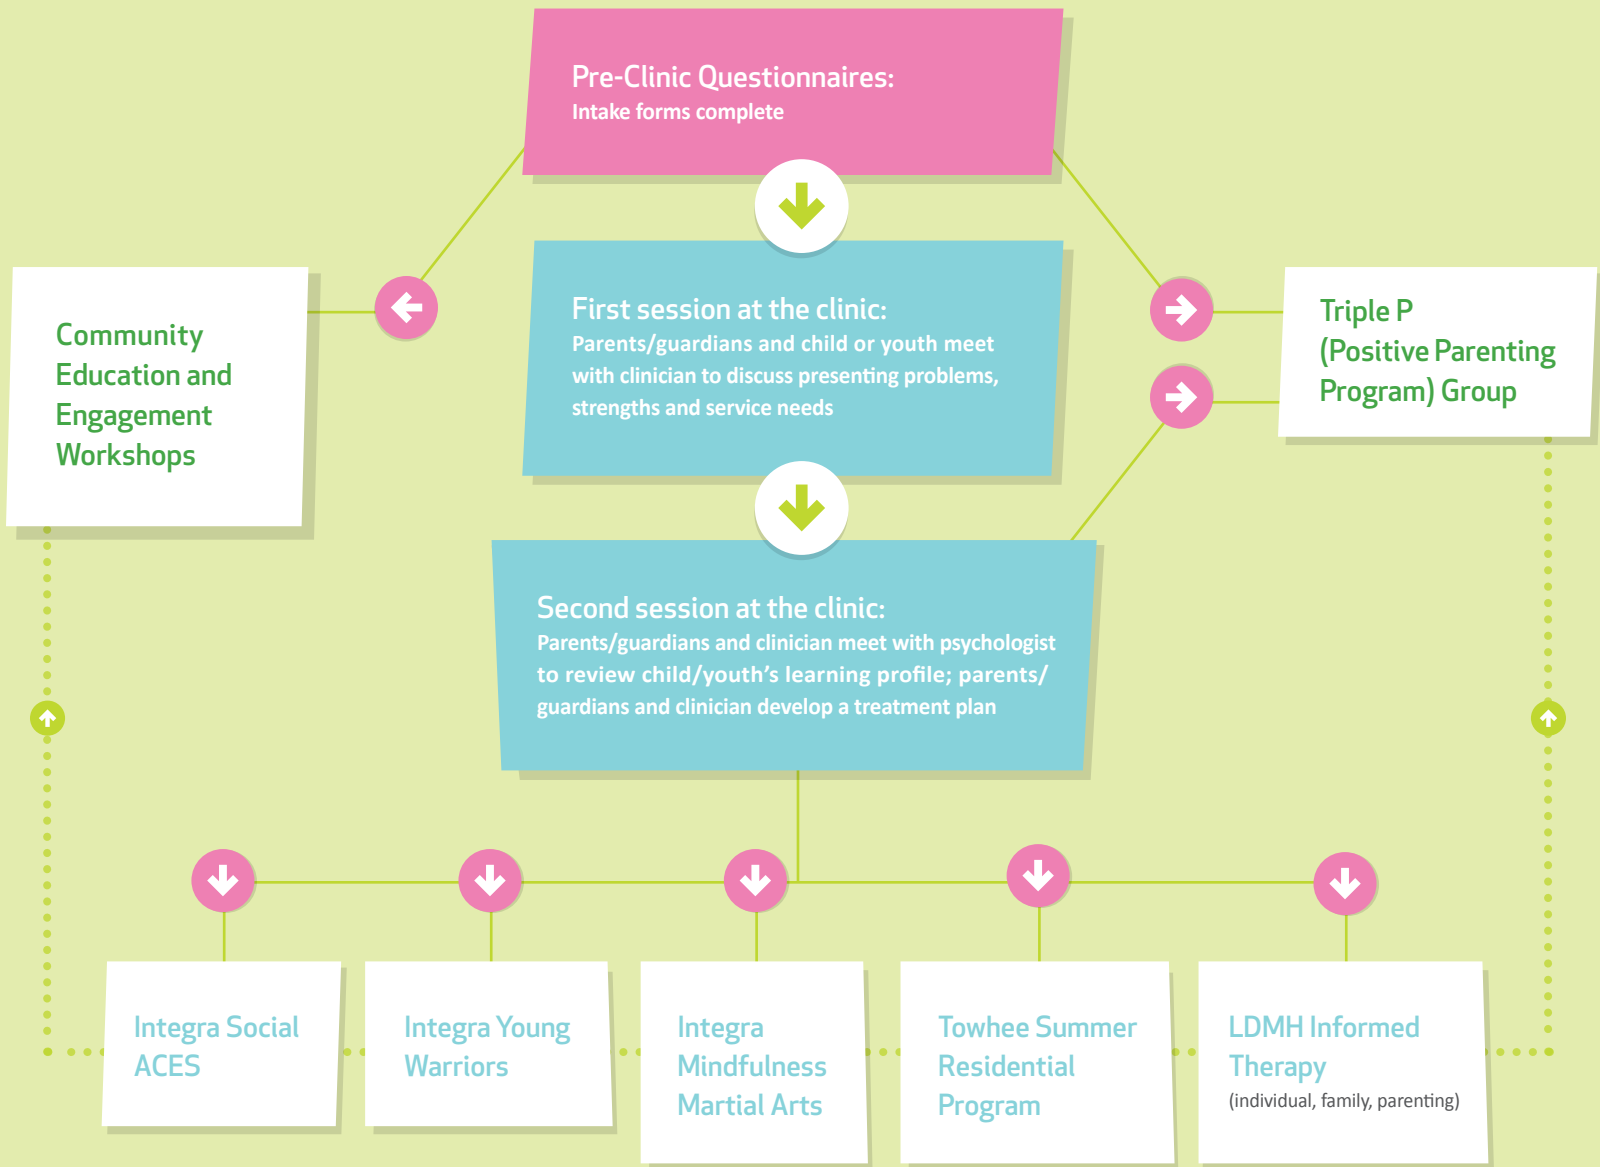 Pre-Clinic Questionnaires:
Intake forms complete
First session at the clinic:
Parents/guardians and child or youth meet
with clinician to discuss presenting problems,
strengths and service needs
Community
Education and
Engagement
Workshops
Triple P
(Positive Parenting
Program) Group
Second session at the clinic:
Parents/guardians and clinician meet with psychologist
to review child/youth’s learning profile; parents/
guardians and clinician develop a treatment plan
Integra Social
ACES
Integra Young
Warriors
Integra
Mindfulness
Martial Arts
Towhee Summer
Residential
Program
LDMH Informed
Therapy
(individual, family, parenting)